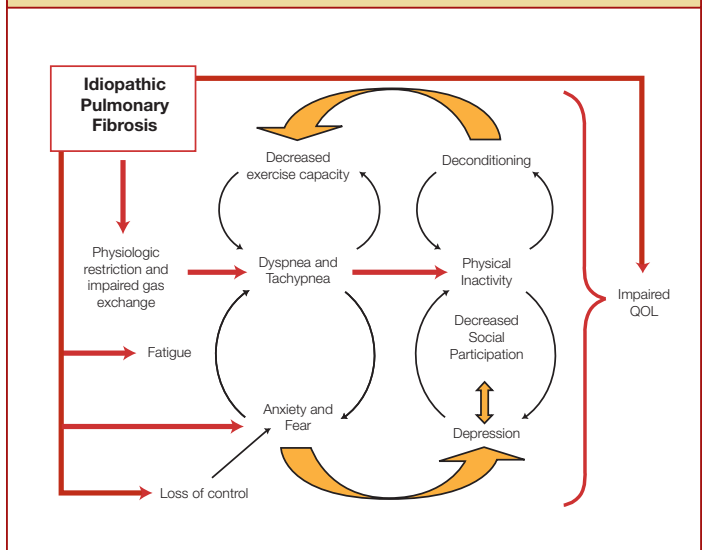 Idiopathic
Pulmonary
Fibrosis
Decreased
exercise capacity
Deconditioning
Physiologic
restriction and
impaired gas
exchange
Dyspnea and
Tachypnea
Physical
Inactivity
Impaired
QOL
Decreased
Social
Participation
Fatigue
Anxiety and
Fear
Depression
Loss of control